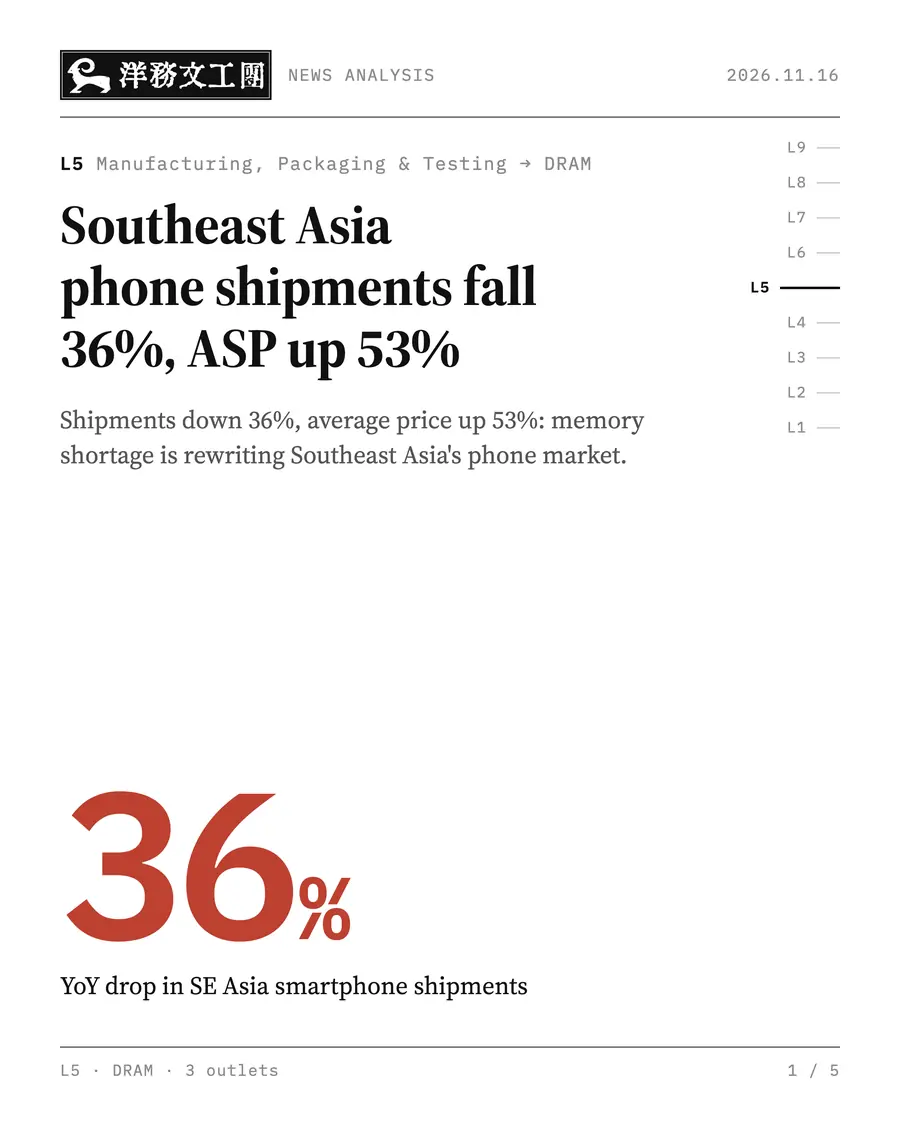 洋務文工團 NEWS ANALYSIS 2026.11.16
L5 Manufacturing, Packaging & Testing → DRAM
Southeast Asia
phone shipments fall
36%, ASP up 53%
Shipments down 36%, average price up 53%: memory
shortage is rewriting Southeast Asia's phone market.
L9
L8
L7
L6
L5
L4
L3
L2
L1
36%
YoY drop in SE Asia smartphone shipments
L5 · DRAM · 3 outlets 1 / 5